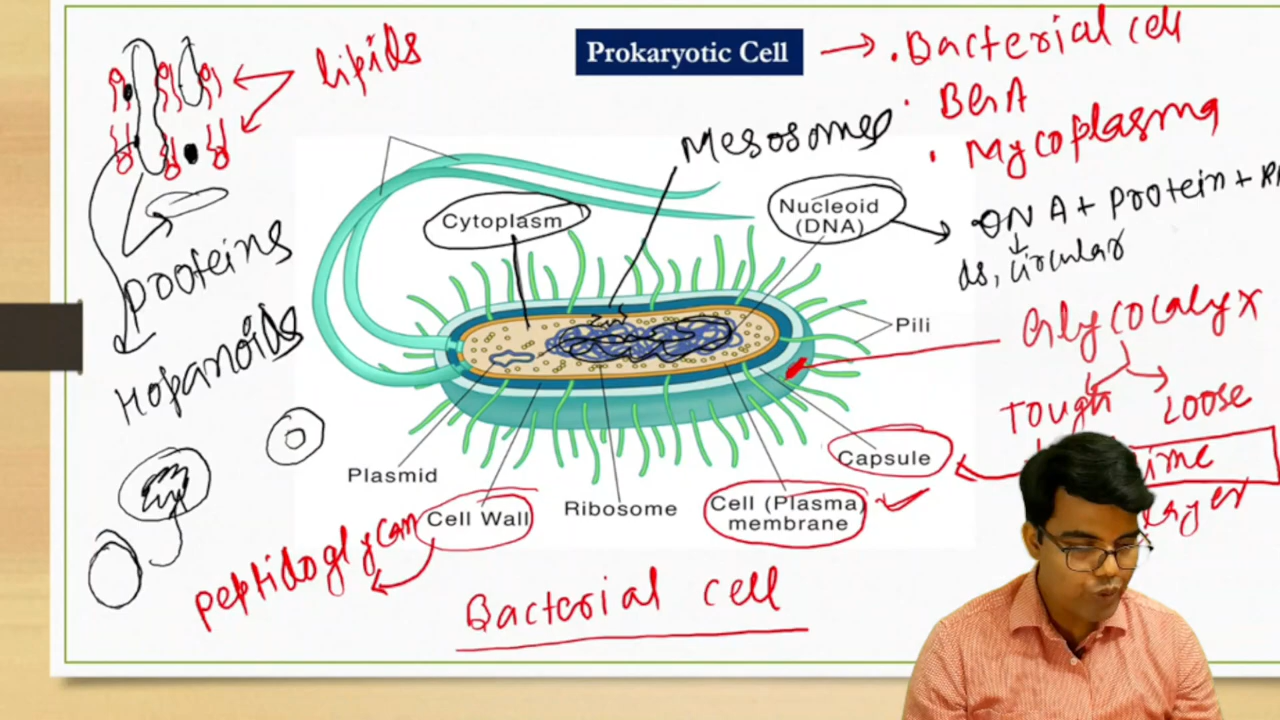 lipids
Prokaryotic Cell
Bacterial cell
BGA
Mycoplasma
Mesosomes
Cytoplasm
Nucleoid
(DNA)
DNA + Protein +
ds, circular
proteins
Hopanoids
Pili
Glycocalyx
Tough
Loose
Capsule
layer
Plasmid
Cell Wall
Ribosome
Cell (Plasma)
membrane
peptidoglycan
Bacterial cell